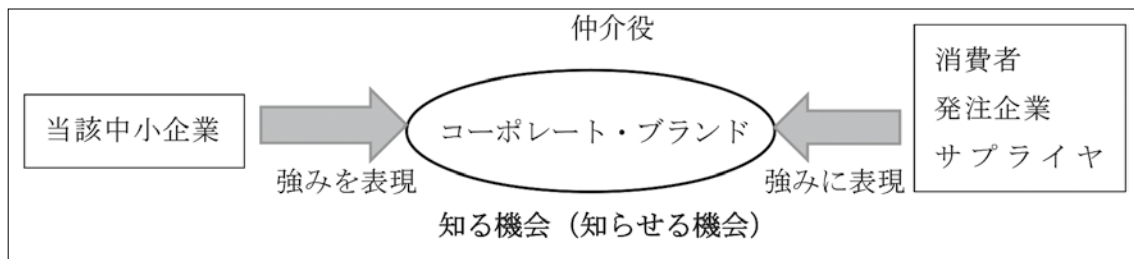 仲介役
消費者
発注企業
サプライヤ
当該中小企業
コーポレート・ブランド
強みを表現
強みに表現
知る機会（知らせる機会）